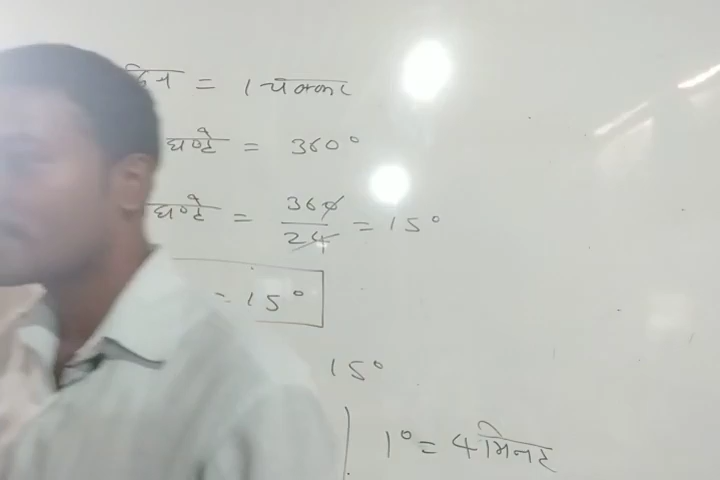 दिन = 1 चक्कर
घण्टे = 360°
घण्टे = 360/24 = 15°
= 15°
15°
1° = 4 मिनट